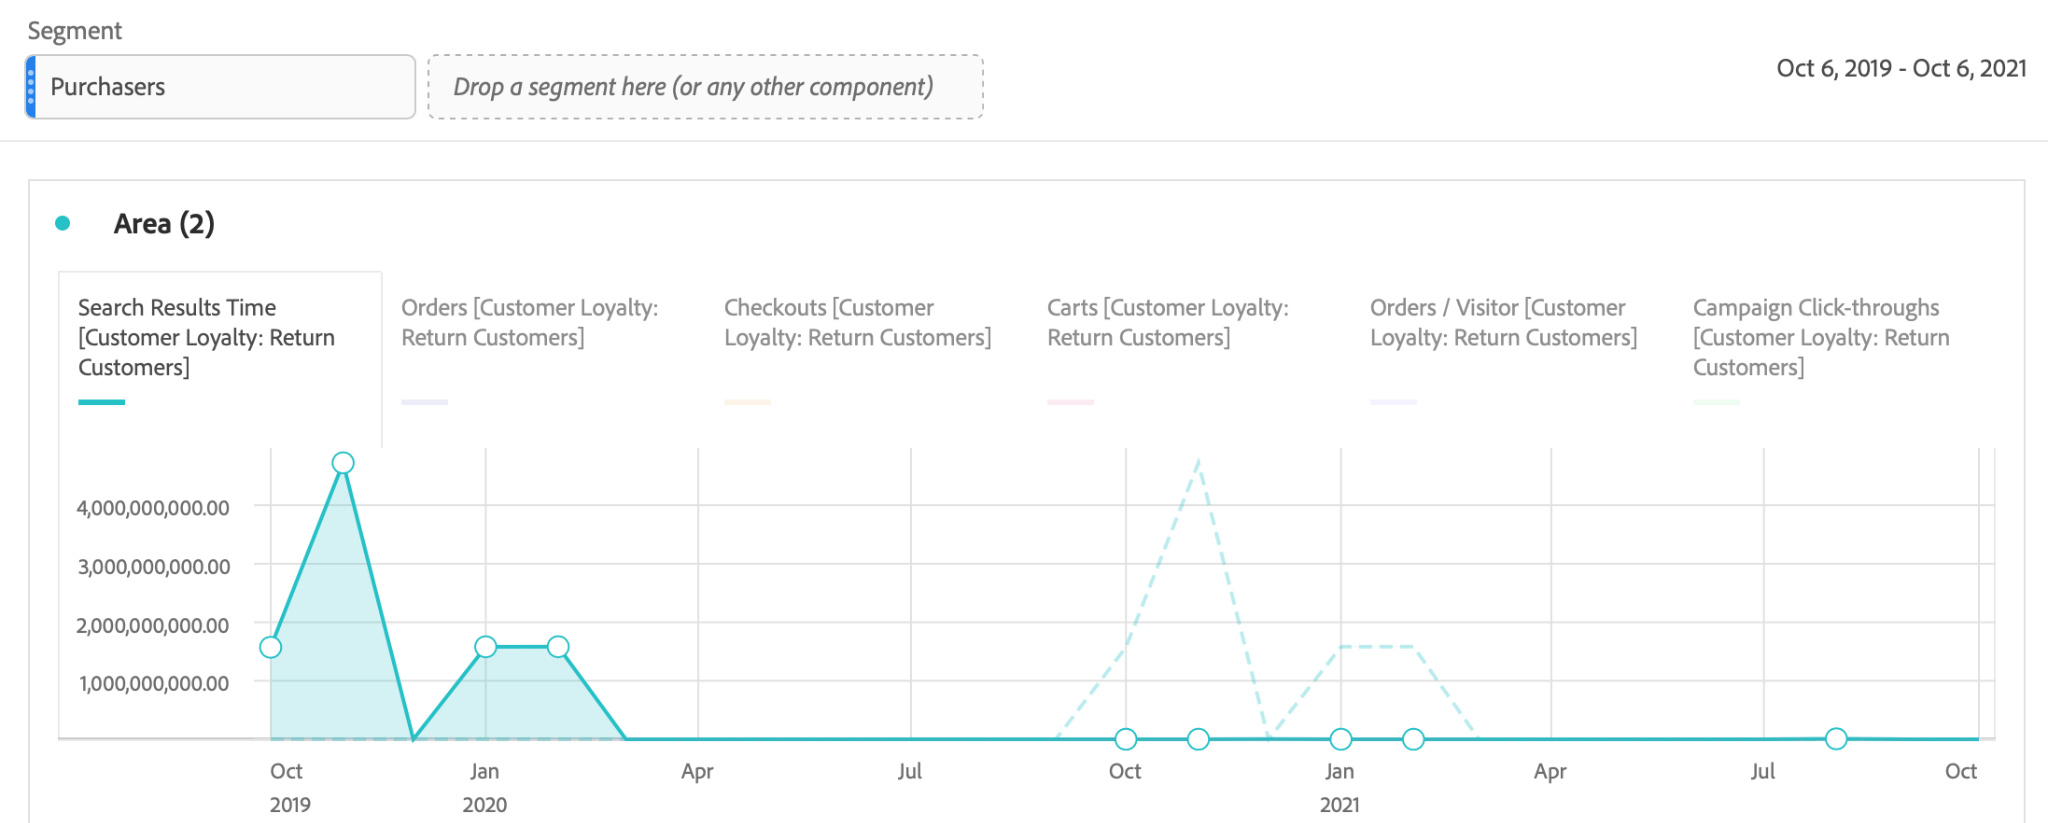 Segment
Purchasers
Drop a segment here (or any other component)
Oct 6, 2019 - Oct 6, 2021
Area (2)
Search Results Time
[Customer Loyalty: Return
Customers]
Orders [Customer Loyalty:
Return Customers]
Checkouts [Customer
Loyalty: Return Customers]
Carts [Customer Loyalty:
Return Customers]
Orders / Visitor [Customer
Loyalty: Return Customers]
Campaign Click-throughs
[Customer Loyalty: Return
Customers]
4,000,000,000.00
3,000,000,000.00
2,000,000,000.00
1,000,000,000.00
Oct Jan Apr Jul Oct Jan Apr Jul Oct
2019 2020 2021